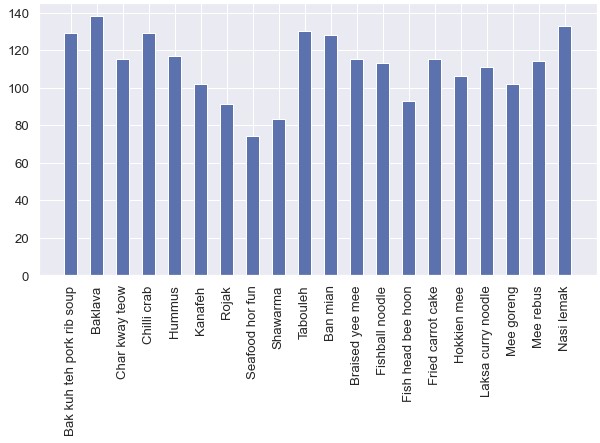 140
120
100
80
60
40
20
0
Bak kuh teh pork rib soup
Baklava
Char kway teow
Chilli crab
Hummus
Kanafeh
Rojak
Seafood hor fun
Shawarma
Tabouleh
Ban mian
Braised yee mee
Fishball noodle
Fish head bee hoon
Fried carrot cake
Hokkien mee
Laksa curry noodle
Mee goreng
Mee rebus
Nasi lemak